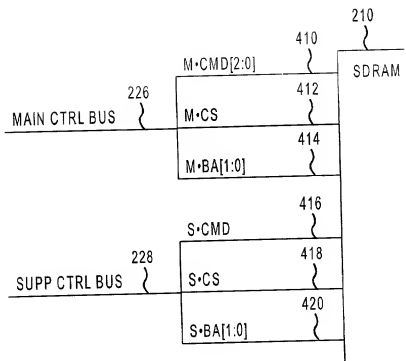 210
410
M•CMD[2:0]
SDRAM
226
412
MAIN CTRL BUS
M•CS
414
M•BA[1:0]
416
S•CMD
228
418
SUPP CTRL BUS
S•CS
420
S•BA[1:0]